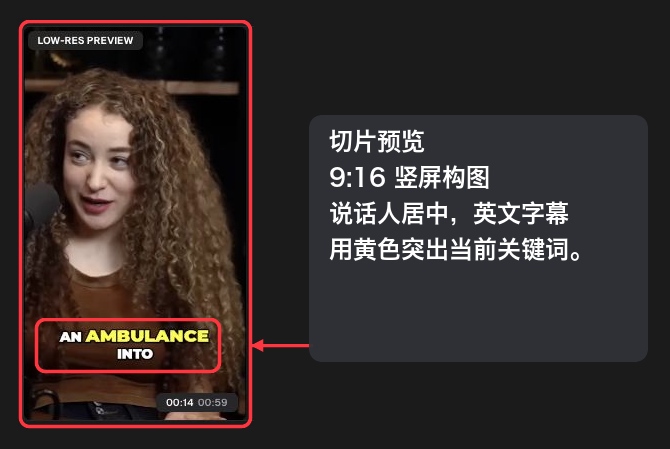 LOW-RES PREVIEW
AN AMBULANCE
INTO
00:14 00:59
切片预览
9:16 竖屏构图
说话人居中，英文字幕
用黄色突出当前关键词。